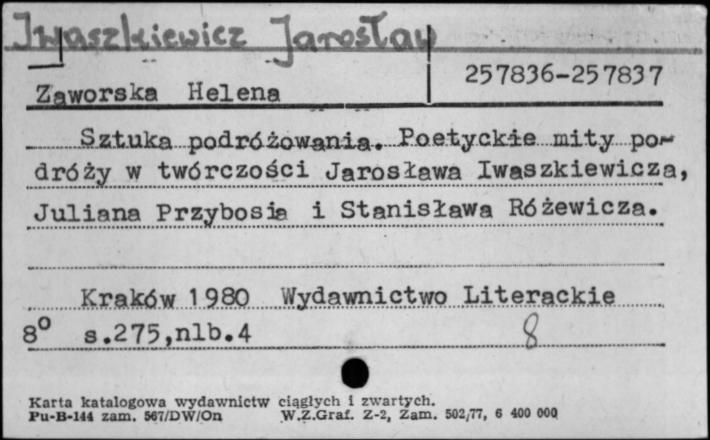 Iwaszkiewicz Jarosław
257836-257837
Zaworska Helena
Sztuka podróżowania. Poetyckie mity po-
dróży w twórczości Jarosława Iwaszkiewicza,
Juliana Przybosia i Stanisława Różewicza.
Kraków 1980 Wydawnictwo Literackie
8° s.275,nlb.4 8
Karta katalogowa wydawnictw ciągłych i zwartych.
Pu-B-144 zam. 567/DW/On W.Z.Graf. Z-2, Zam. 502/77, 6 400 000